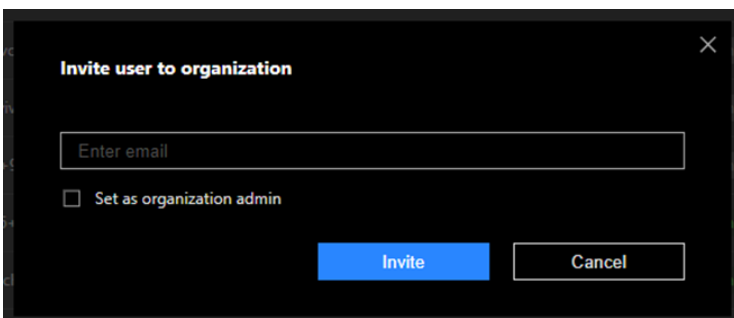 Invite user to organization
Enter email
Set as organization admin
Invite Cancel